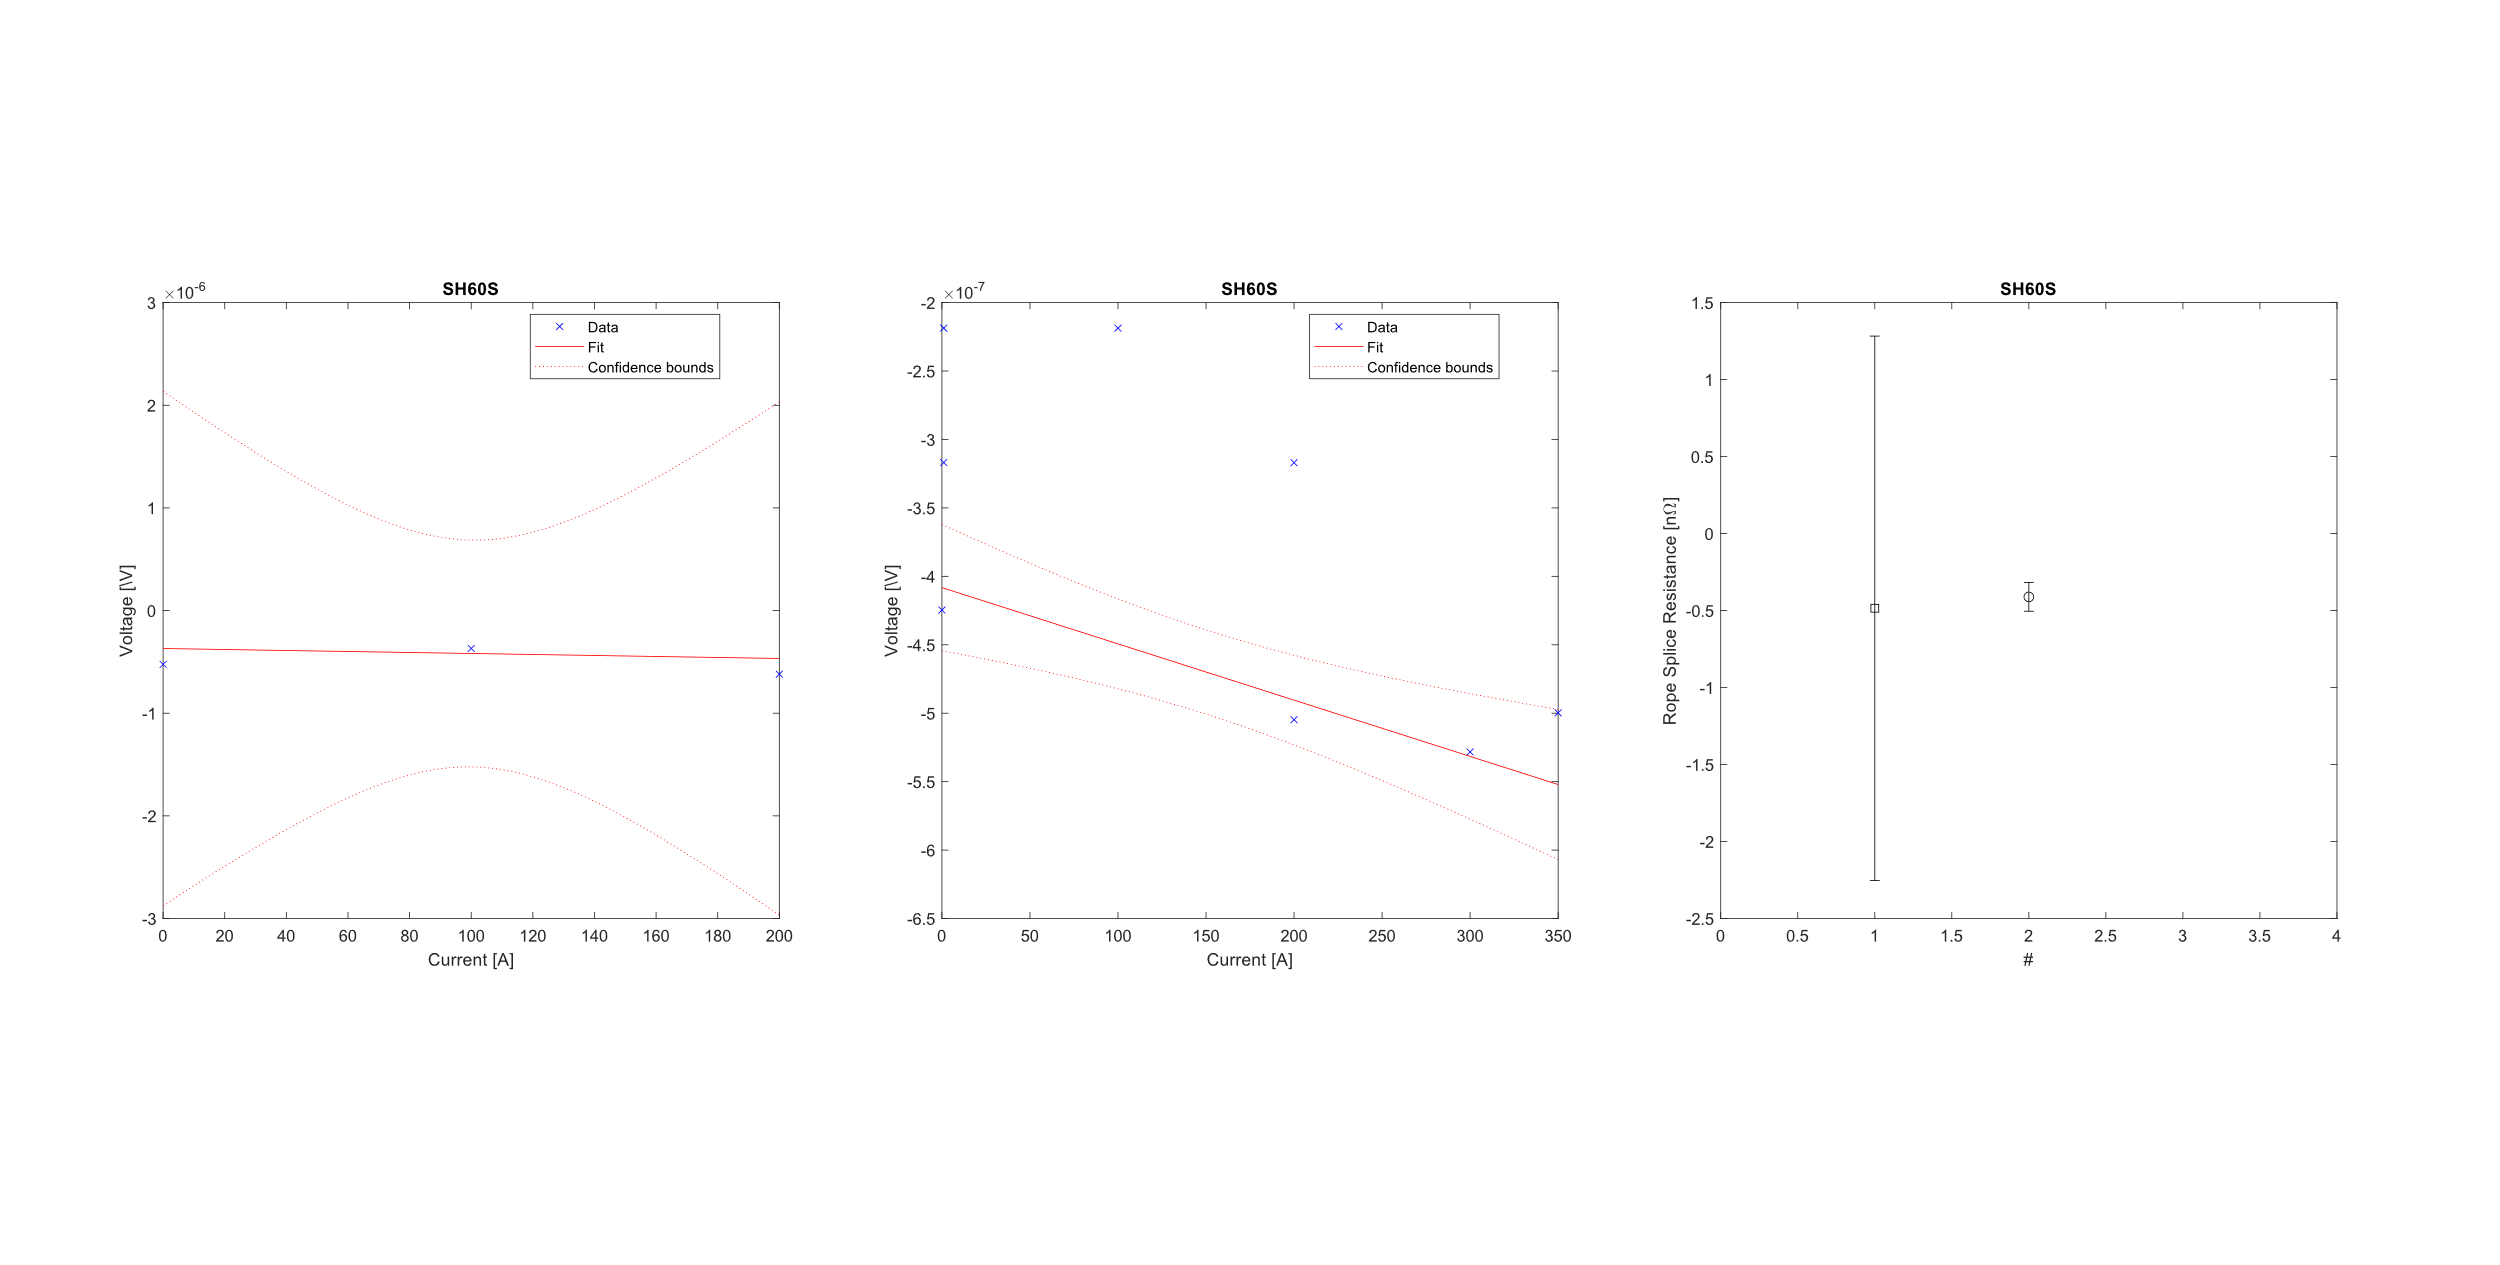 SH60S
×10-6
3
2
1
0
-1
-2
-3
0 20 40 60 80 100 120 140 160 180 200
Voltage [\V]
Current [A]
Data
Fit
Confidence bounds
SH60S
×10-7
-2
-2.5
-3
-3.5
-4
-4.5
-5
-5.5
-6
-6.5
0 50 100 150 200 250 300 350
Voltage [\V]
Current [A]
Data
Fit
Confidence bounds
SH60S
1.5
1
0.5
0
-0.5
-1
-1.5
-2
-2.5
0 0.5 1 1.5 2 2.5 3 3.5 4
Rope Splice Resistance [nΩ]
#